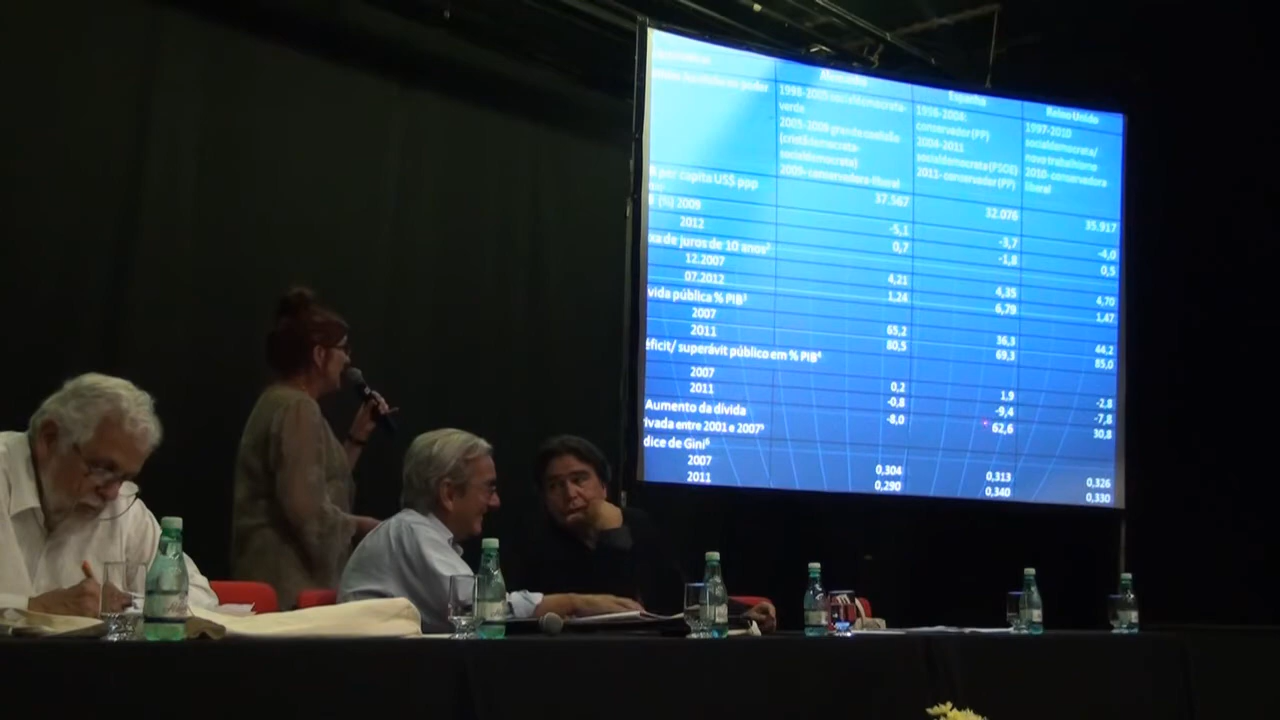 Alemanha Espanha Reino Unido
no poder
1998-2005 socialdemocrata-
verde
2005-2009 grande coalizão
(cristãdemocrata-
socialdemocrata)
2009- conservadora-liberal
1996-2004:
conservador (PP)
2004-2011
socialdemocrata (PSOE)
2011- conservador (PP)
1997-2010
socialdemocrata/
novo trabalhismo
2010- conservadora
liberal
per capita US$ ppp 37.567 32.076 35.917
(%) 2009 -5,1 -3,7 -4,0
2012 0,7 -1,8 0,5
xa de juros de 10 anos²
12.2007 4,21 4,35 4,70
07.2012 1,24 6,79 1,47
vida pública % PIB³
2007 65,2 36,3 44,2
2011 80,5 69,3 85,0
éficit/ superávit público em % PIB⁴
2007 0,2 1,9 -2,8
2011 -0,8 -9,4 -7,8
Aumento da dívida
rivada entre 2001 e 2007⁵ -8,0 62,6 30,8
dice de Gini⁶
2007 0,304 0,313 0,326
2011 0,290 0,340 0,330